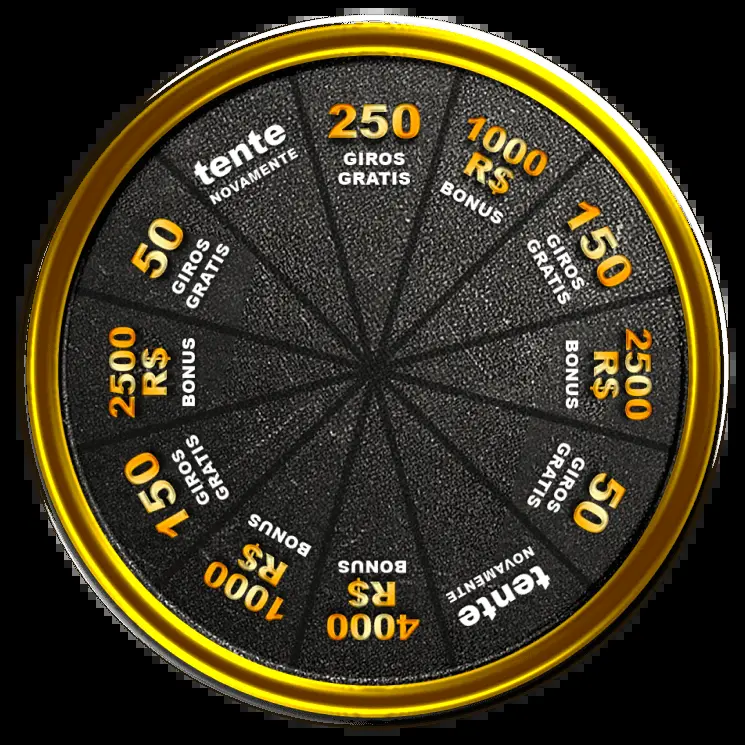 250
GIROS
GRATIS
1000
R$
BONUS
150
GIROS
GRATIS
2500
R$
BONUS
50
GIROS
GRATIS
tente
NOVAMENTE
4000
R$
BONUS
1000
R$
BONUS
150
GIROS
GRATIS
2500
R$
BONUS
50
GIROS
GRATIS
tente
NOVAMENTE